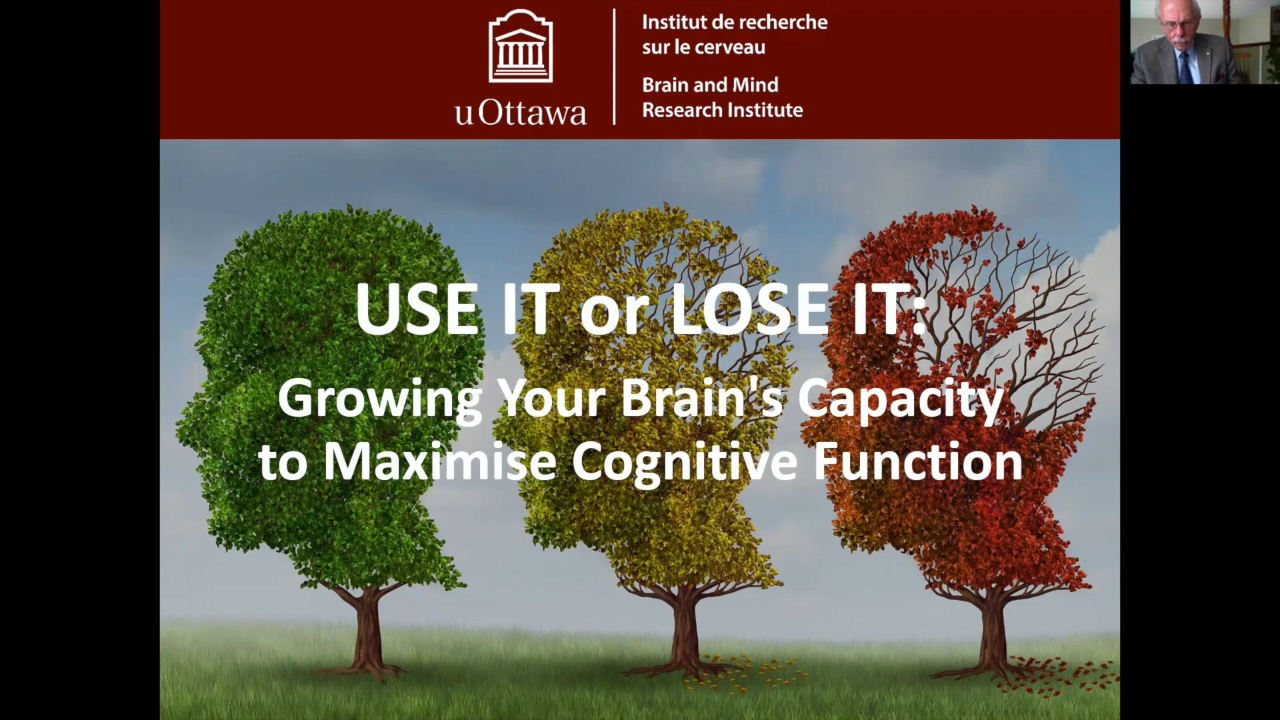 uOttawa
Institut de recherche
sur le cerveau
Brain and Mind
Research Institute
USE IT or LOSE IT:
Growing Your Brain's Capacity
to Maximise Cognitive Function